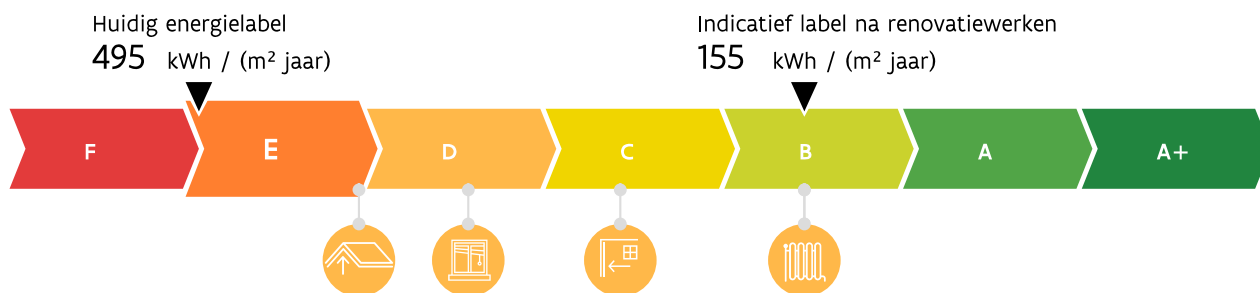 Huidig energielabel
495 kWh / (m² jaar)
Indicatief label na renovatiewerken
155 kWh / (m² jaar)
F E D C B A A+